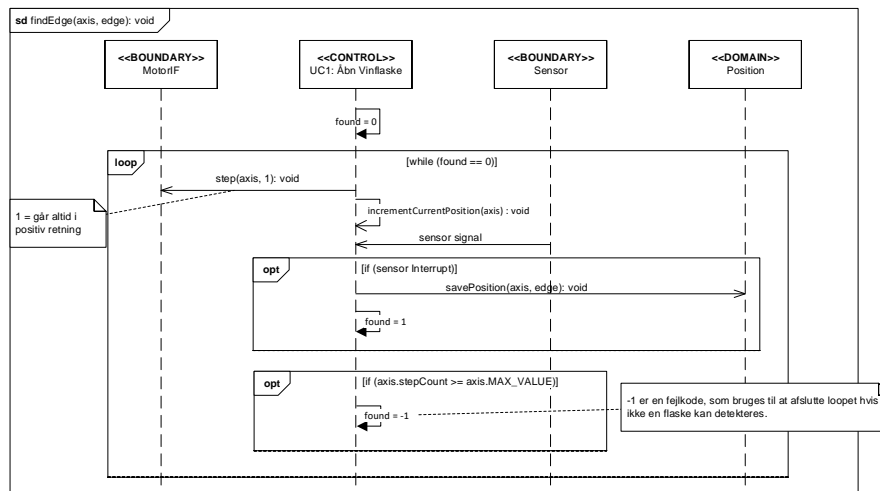 sd findEdge(axis, edge): void
<<BOUNDARY>>
MotorIF
<<CONTROL>>
UC1: Åbn Vinflaske
<<BOUNDARY>>
Sensor
<<DOMAIN>>
Position
found = 0
loop
[while (found == 0)]
step(axis, 1): void
1 = går altid i
positiv retning
incrementCurrentPosition(axis) : void
sensor signal
opt
[if (sensor Interrupt)]
savePosition(axis, edge): void
found = 1
opt
[if (axis.stepCount >= axis.MAX_VALUE)]
found = -1
-1 er en fejlkode, som bruges til at afslutte loopet hvis
ikke en flaske kan detekteres.